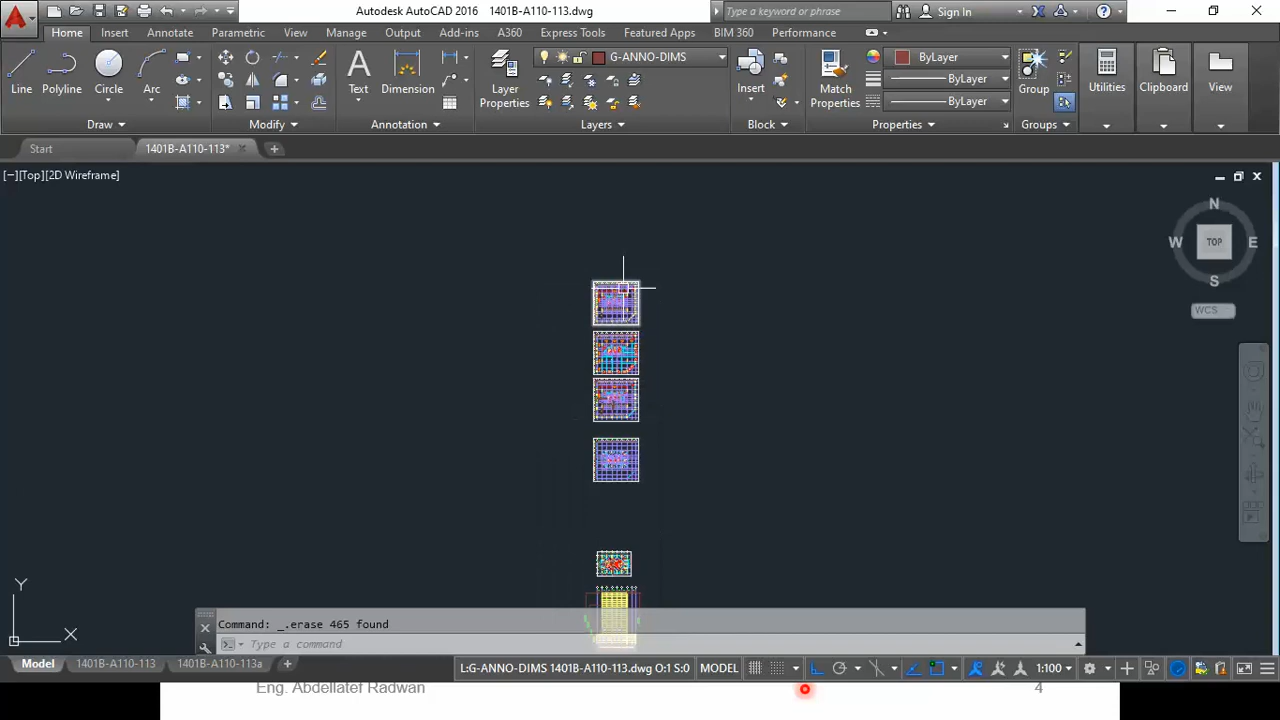 Autodesk AutoCAD 2016 1401B-A110-113.dwg
Type a keyword or phrase
Sign In
Home Insert Annotate Parametric View Manage Output Add-ins A360 Express Tools Featured Apps BIM 360 Performance
Line Polyline Circle Arc
Text Dimension
Layer Properties
G-ANNO-DIMS
Insert
Match Properties
ByLayer
ByLayer
ByLayer
Group
Utilities Clipboard View
Draw Modify Annotation Layers Block Properties Groups
Start 1401B-A110-113*
[−][Top][2D Wireframe]
N
W TOP E
S
WCS
Y
X
Command: _.erase 465 found
Type a command
Model 1401B-A110-113 1401B-A110-113a
L:G-ANNO-DIMS 1401B-A110-113.dwg O:1 S:0 MODEL 1:100
Eng. Abdellatef Radwan 4